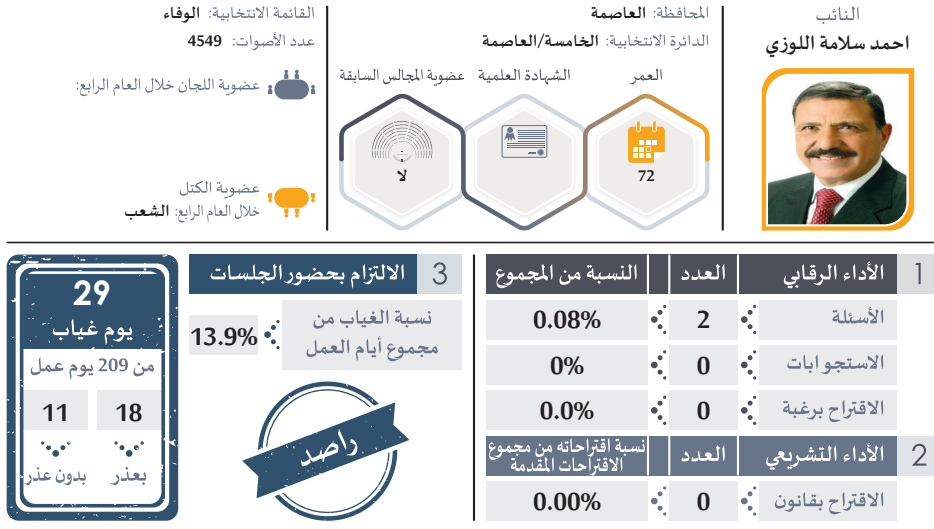 النائب
احمد سلامة اللوزي
المحافظة: العاصمة
الدائرة الانتخابية: الخامسة/العاصمة
العمر
72
الشهادة العلمية
عضوية المجالس السابقة
لا
القائمة الانتخابية: الوفاء
عدد الأصوات: 4549
عضوية اللجان خلال العام الرابع:
عضوية الكتل
خلال العام الرابع: الشعب
1
الأداء الرقابي
العدد
النسبة من المجموع
الأسئلة
2
0.08%
الاستجوابات
0
0%
الاقتراح برغبة
0
0.0%
2
الأداء التشريعي
العدد
نسبة اقتراحاته من مجموع
الاقتراحات المقدمة
الاقتراح بقانون
0
0.00%
3
الالتزام بحضور الجلسات
نسبة الغياب من
مجموع أيام العمل
13.9%
راصد
29
يوم غياب
من 209 يوم عمل
18
11
بعذر
بدون عذر